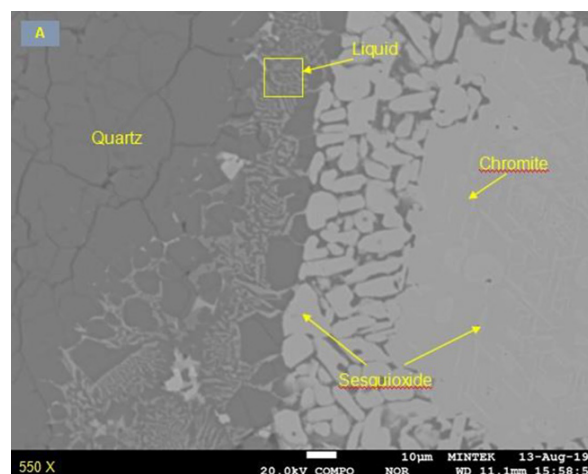 A
Liquid
Quartz
Chromite
Sesquioxide
550 X
10µm MINTEK 13-Aug-19
20.0kV COMPO NOR WD 11.1mm 15:58:1